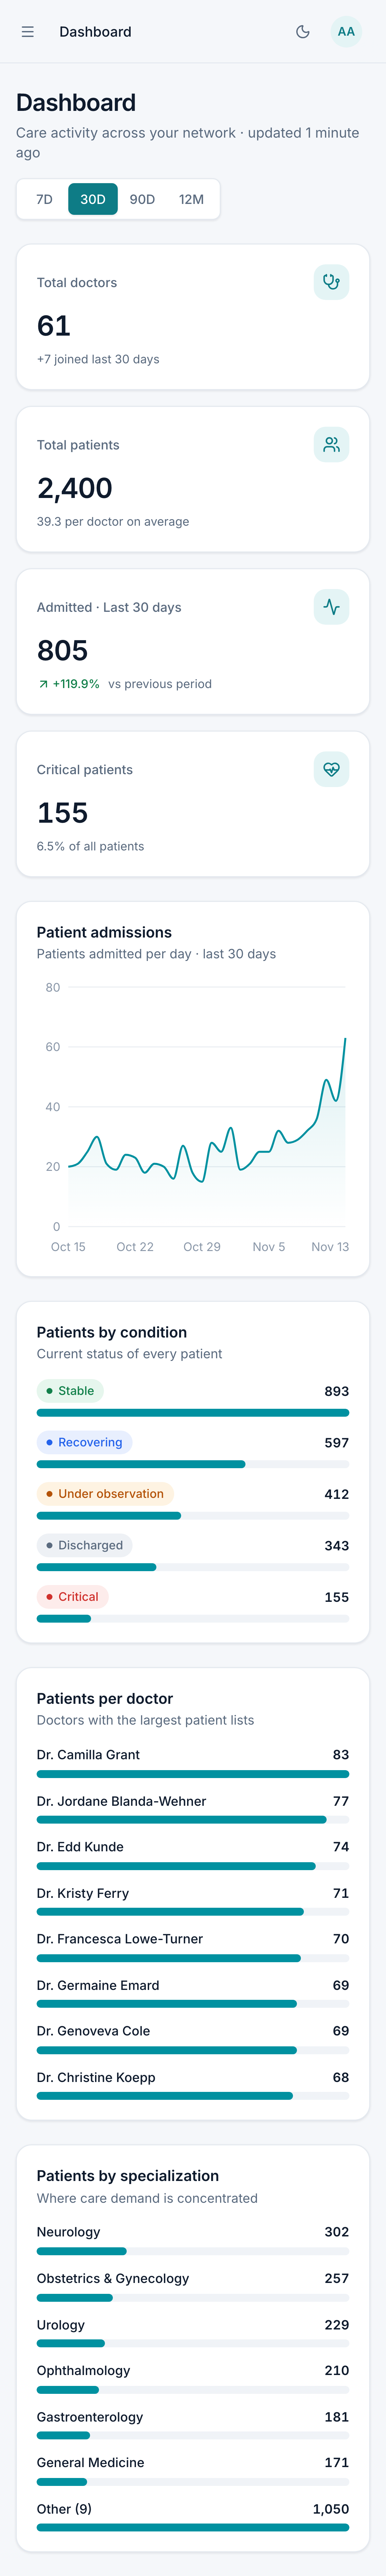 Dashboard
AA
Dashboard
Care activity across your network · updated 1 minute
ago
7D 30D 90D 12M
Total doctors
61
+7 joined last 30 days
Total patients
2,400
39.3 per doctor on average
Admitted · Last 30 days
805
+119.9% vs previous period
Critical patients
155
6.5% of all patients
Patient admissions
Patients admitted per day · last 30 days
80
60
40
20
0
Oct 15 Oct 22 Oct 29 Nov 5 Nov 13
Patients by condition
Current status of every patient
Stable 893
Recovering 597
Under observation 412
Discharged 343
Critical 155
Patients per doctor
Doctors with the largest patient lists
Dr. Camilla Grant 83
Dr. Jordane Blanda-Wehner 77
Dr. Edd Kunde 74
Dr. Kristy Ferry 71
Dr. Francesca Lowe-Turner 70
Dr. Germaine Emard 69
Dr. Genoveva Cole 69
Dr. Christine Koepp 68
Patients by specialization
Where care demand is concentrated
Neurology 302
Obstetrics & Gynecology 257
Urology 229
Ophthalmology 210
Gastroenterology 181
General Medicine 171
Other (9) 1,050